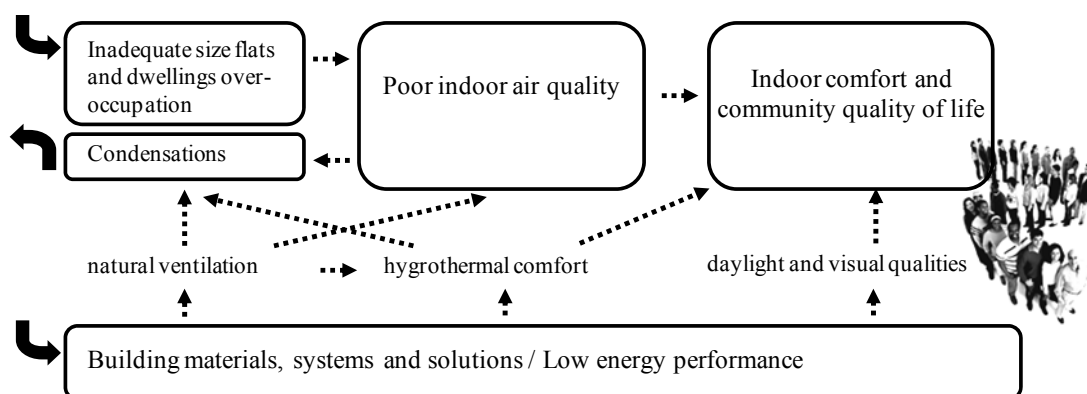 Inadequate size flats
and dwellings over-
occupation
Poor indoor air quality
Indoor comfort and
community quality of life
Condensations
natural ventilation
hygrothermal comfort
daylight and visual qualities
Building materials, systems and solutions / Low energy performance